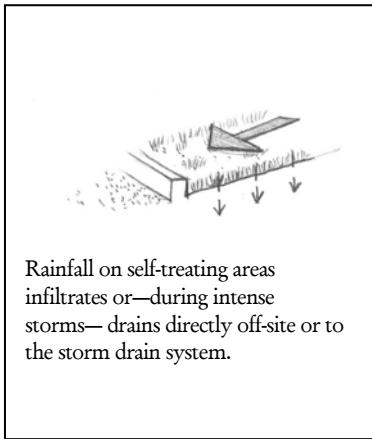 Rainfall on self-treating areas
infiltrates or—during intense
storms— drains directly off-site or to
the storm drain system.